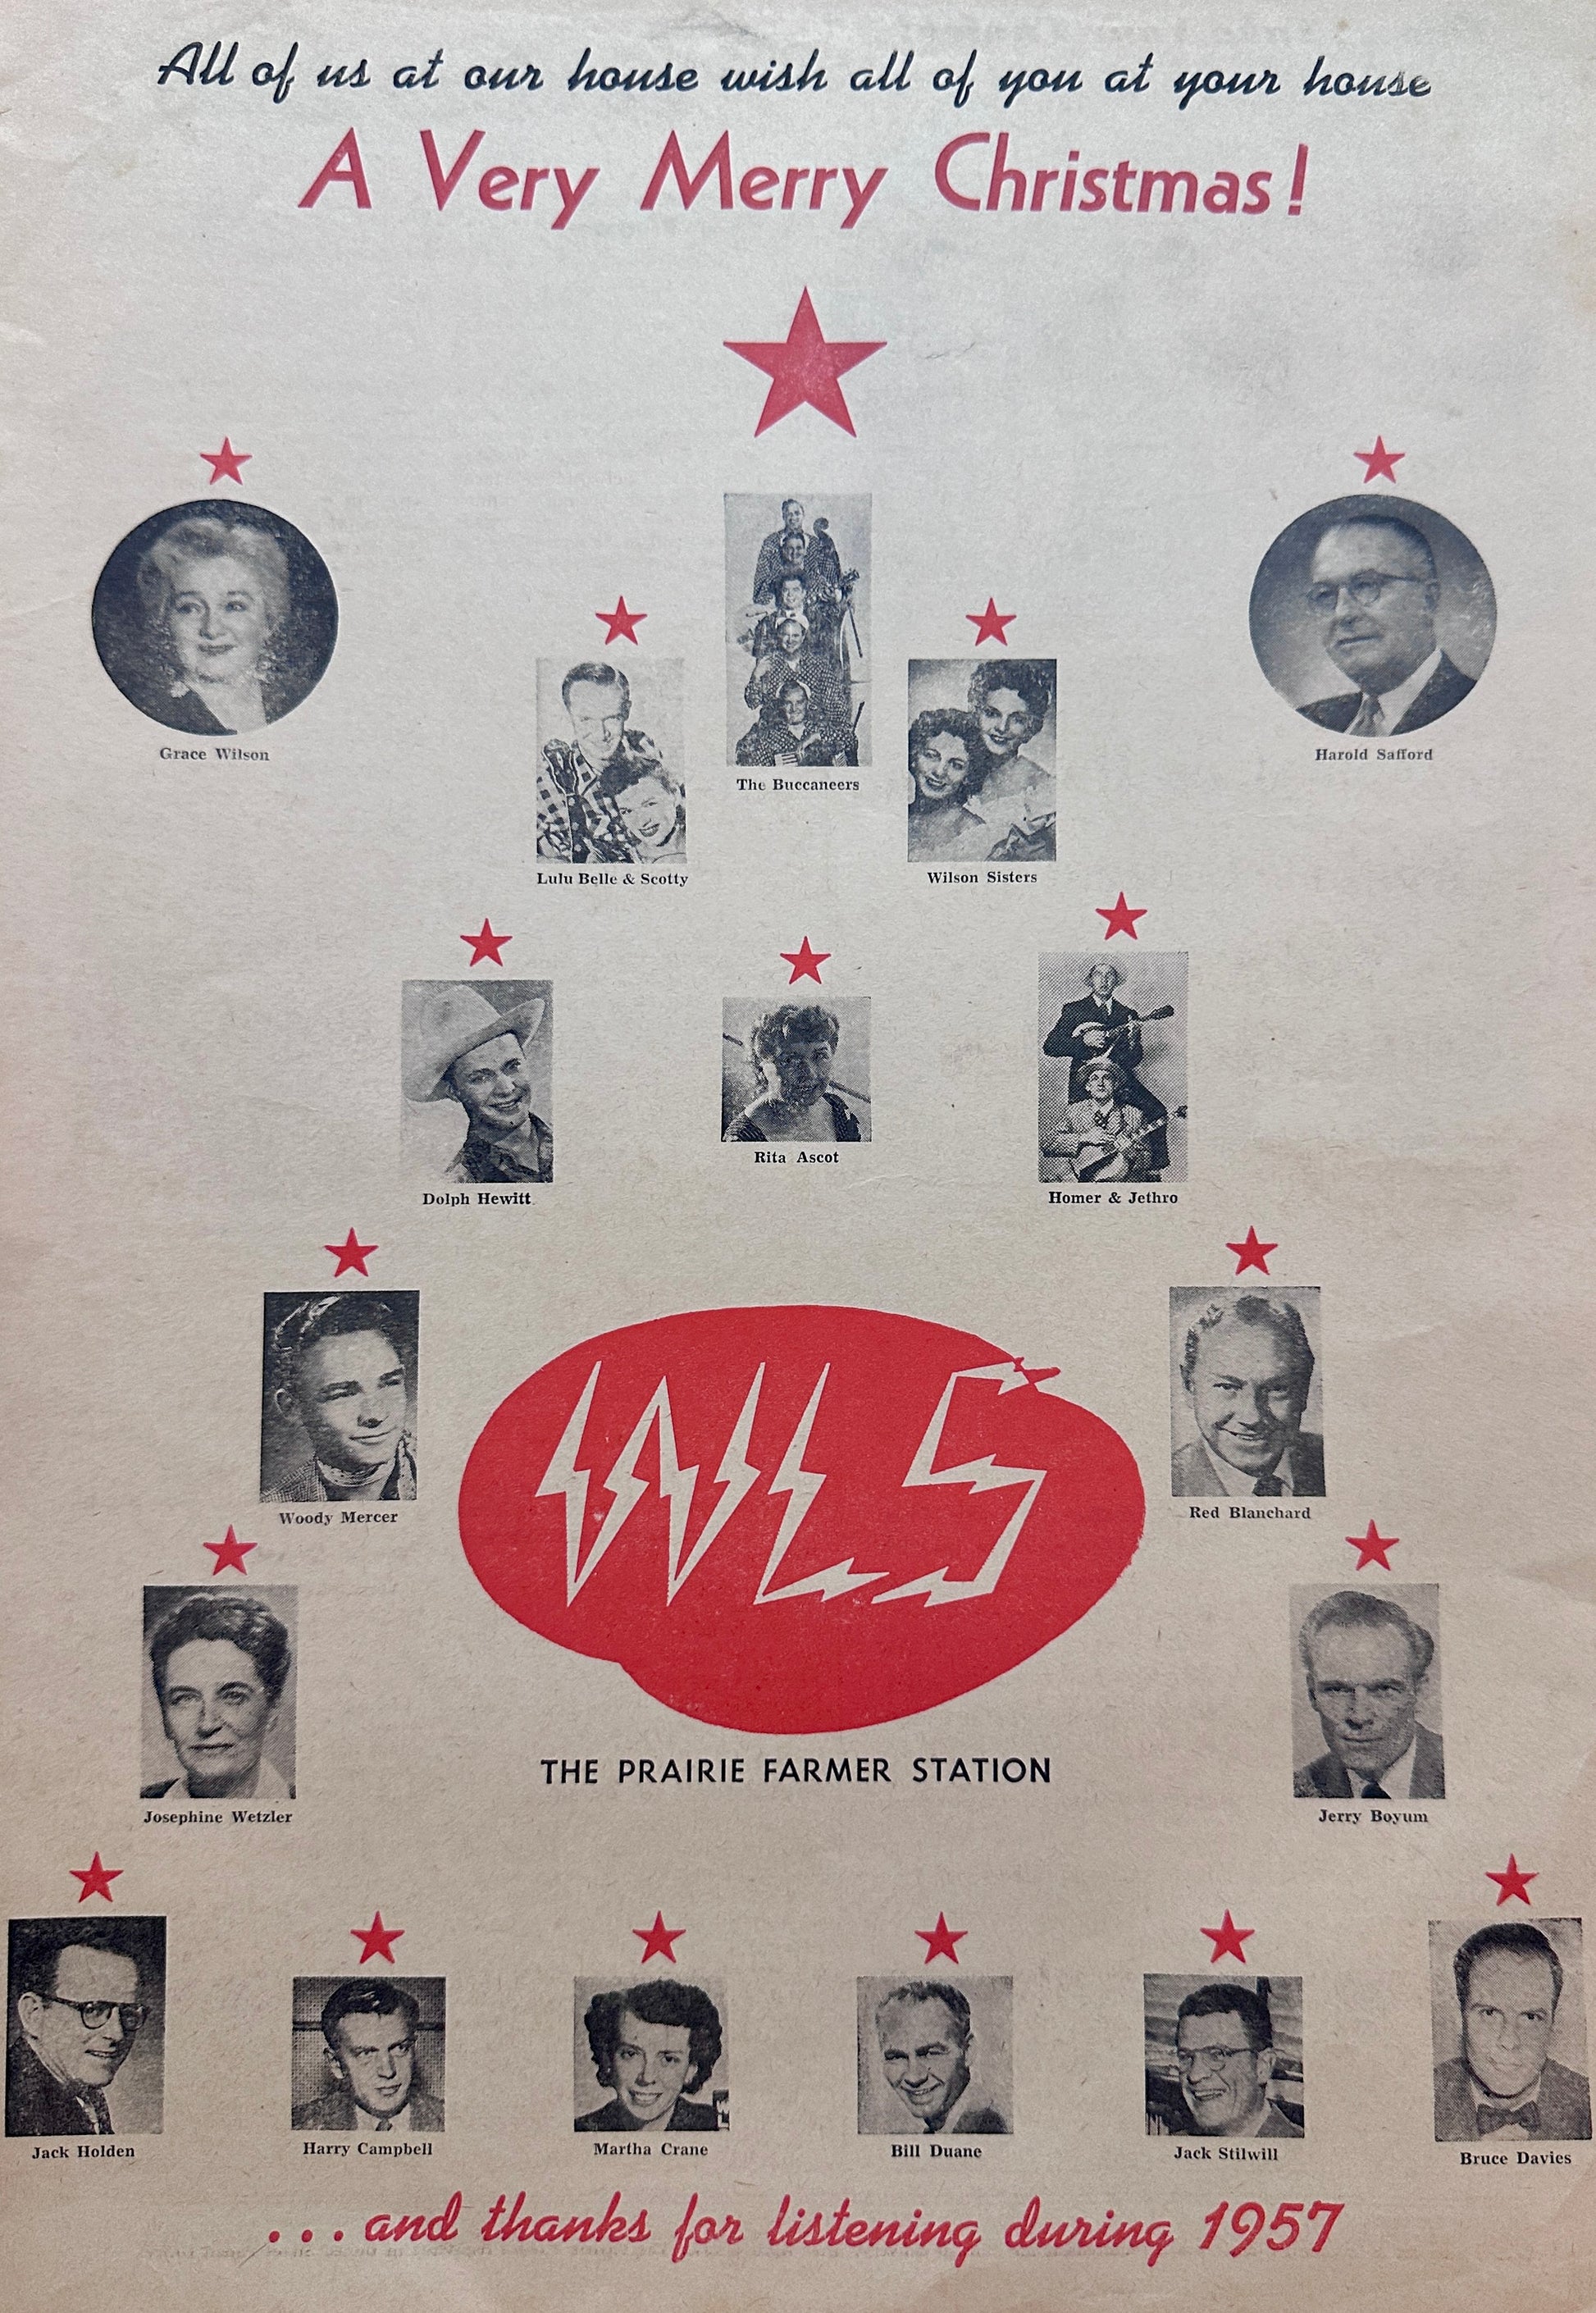 All of us at our house wish all of you at your house
A Very Merry Christmas!
Grace Wilson
Harold Safford
The Buccaneers
Lulu Belle & Scotty
Wilson Sisters
Dolph Hewitt
Rita Ascot
Homer & Jethro
Woody Mercer
Red Blanchard
WLS
THE PRAIRIE FARMER STATION
Josephine Wetzler
Jerry Boyum
Jack Holden
Harry Campbell
Martha Crane
Bill Duane
Jack Stilwill
Bruce Davies
...and thanks for listening during 1957